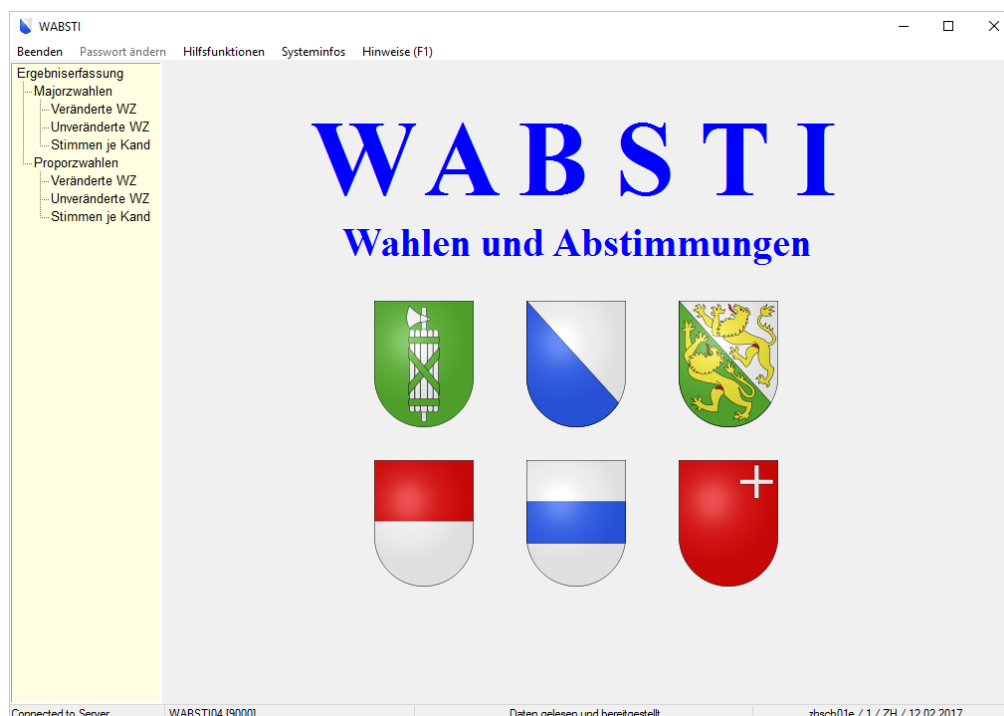 WABSTI
Beenden Passwort ändern Hilfsfunktionen Systeminfos Hinweise (F1)
Ergebniserfassung
Majorzwahlen
Veränderte WZ
Unveränderte WZ
Stimmen je Kand
Proporzwahlen
Veränderte WZ
Unveränderte WZ
Stimmen je Kand
W A B S T I
Wahlen und Abstimmungen
Connected to Server WABSTI04 [9000] Daten gelesen und bereitgestellt zhsch01e / 1 / ZH / 12.02.2017